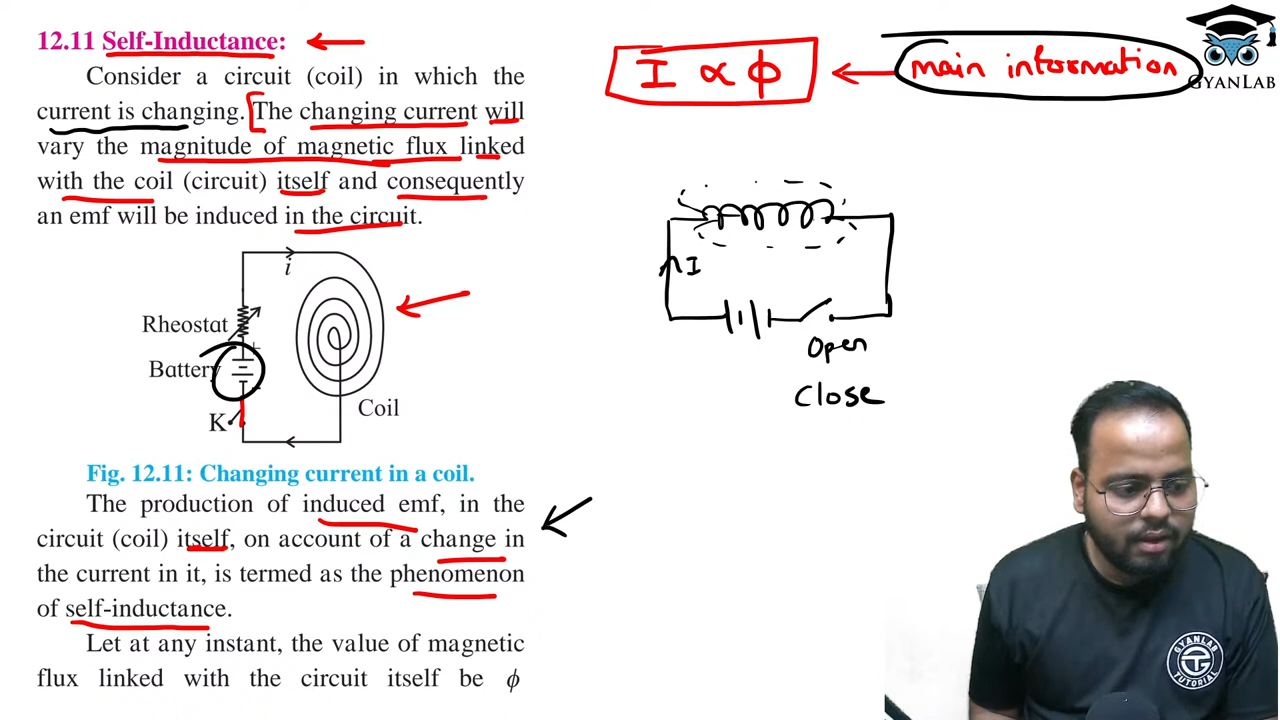 12.11 Self-Inductance:
Consider a circuit (coil) in which the
current is changing. The changing current will
vary the magnitude of magnetic flux linked
with the coil (circuit) itself and consequently
an emf will be induced in the circuit.
i
Rheostat
+
Battery
−
K
Coil
Fig. 12.11: Changing current in a coil.
The production of induced emf, in the
circuit (coil) itself, on account of a change in
the current in it, is termed as the phenomenon
of self-inductance.
Let at any instant, the value of magnetic
flux linked with the circuit itself be ϕ
I ∝ ϕ
main information
GYANLAB
I
Open
Close
GYANLAB
TUTORIAL